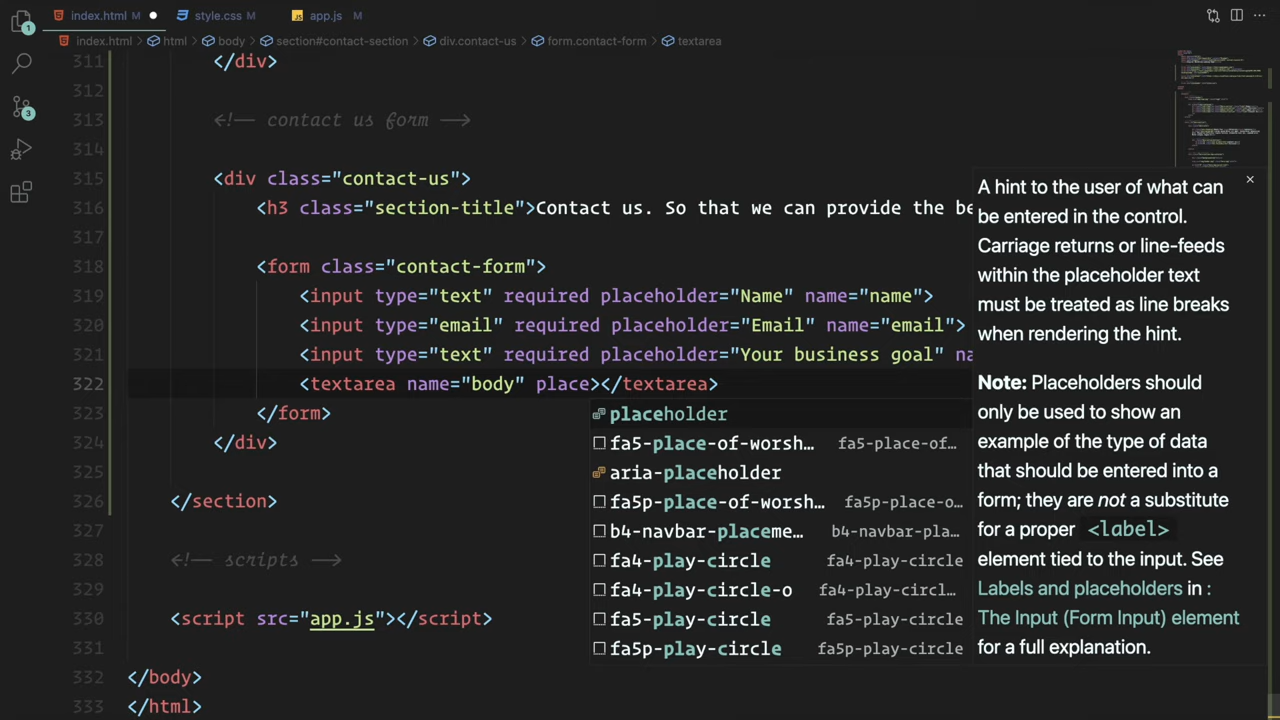 index.html M
style.css M
app.js M
index.html > html > body > section#contact-section > div.contact-us > form.contact-form > textarea
311 </div>
312
313 <!-- contact us form -->
314
315 <div class="contact-us">
316 <h3 class="section-title">Contact us. So that we can provide the be
317
318 <form class="contact-form">
319 <input type="text" required placeholder="Name" name="name">
320 <input type="email" required placeholder="Email" name="email">
321 <input type="text" required placeholder="Your business goal" na
322 <textarea name="body" place></textarea>
323 </form>
324 </div>
325
326 </section>
327
328 <!-- scripts -->
329
330 <script src="app.js"></script>
331
332 </body>
333 </html>
placeholder
fa5-place-of-worsh… fa5-place-of…
aria-placeholder
fa5p-place-of-worsh… fa5p-place-o…
b4-navbar-placeme… b4-navbar-pla…
fa4-play-circle fa4-play-circle
fa4-play-circle-o fa4-play-circl…
fa5-play-circle fa5-play-circle
fa5p-play-circle fa5p-play-circle
A hint to the user of what can
be entered in the control.
Carriage returns or line-feeds
within the placeholder text
must be treated as line breaks
when rendering the hint.
Note: Placeholders should
only be used to show an
example of the type of data
that should be entered into a
form; they are not a substitute
for a proper <label>
element tied to the input. See
Labels and placeholders in :
The Input (Form Input) element
for a full explanation.
1
3